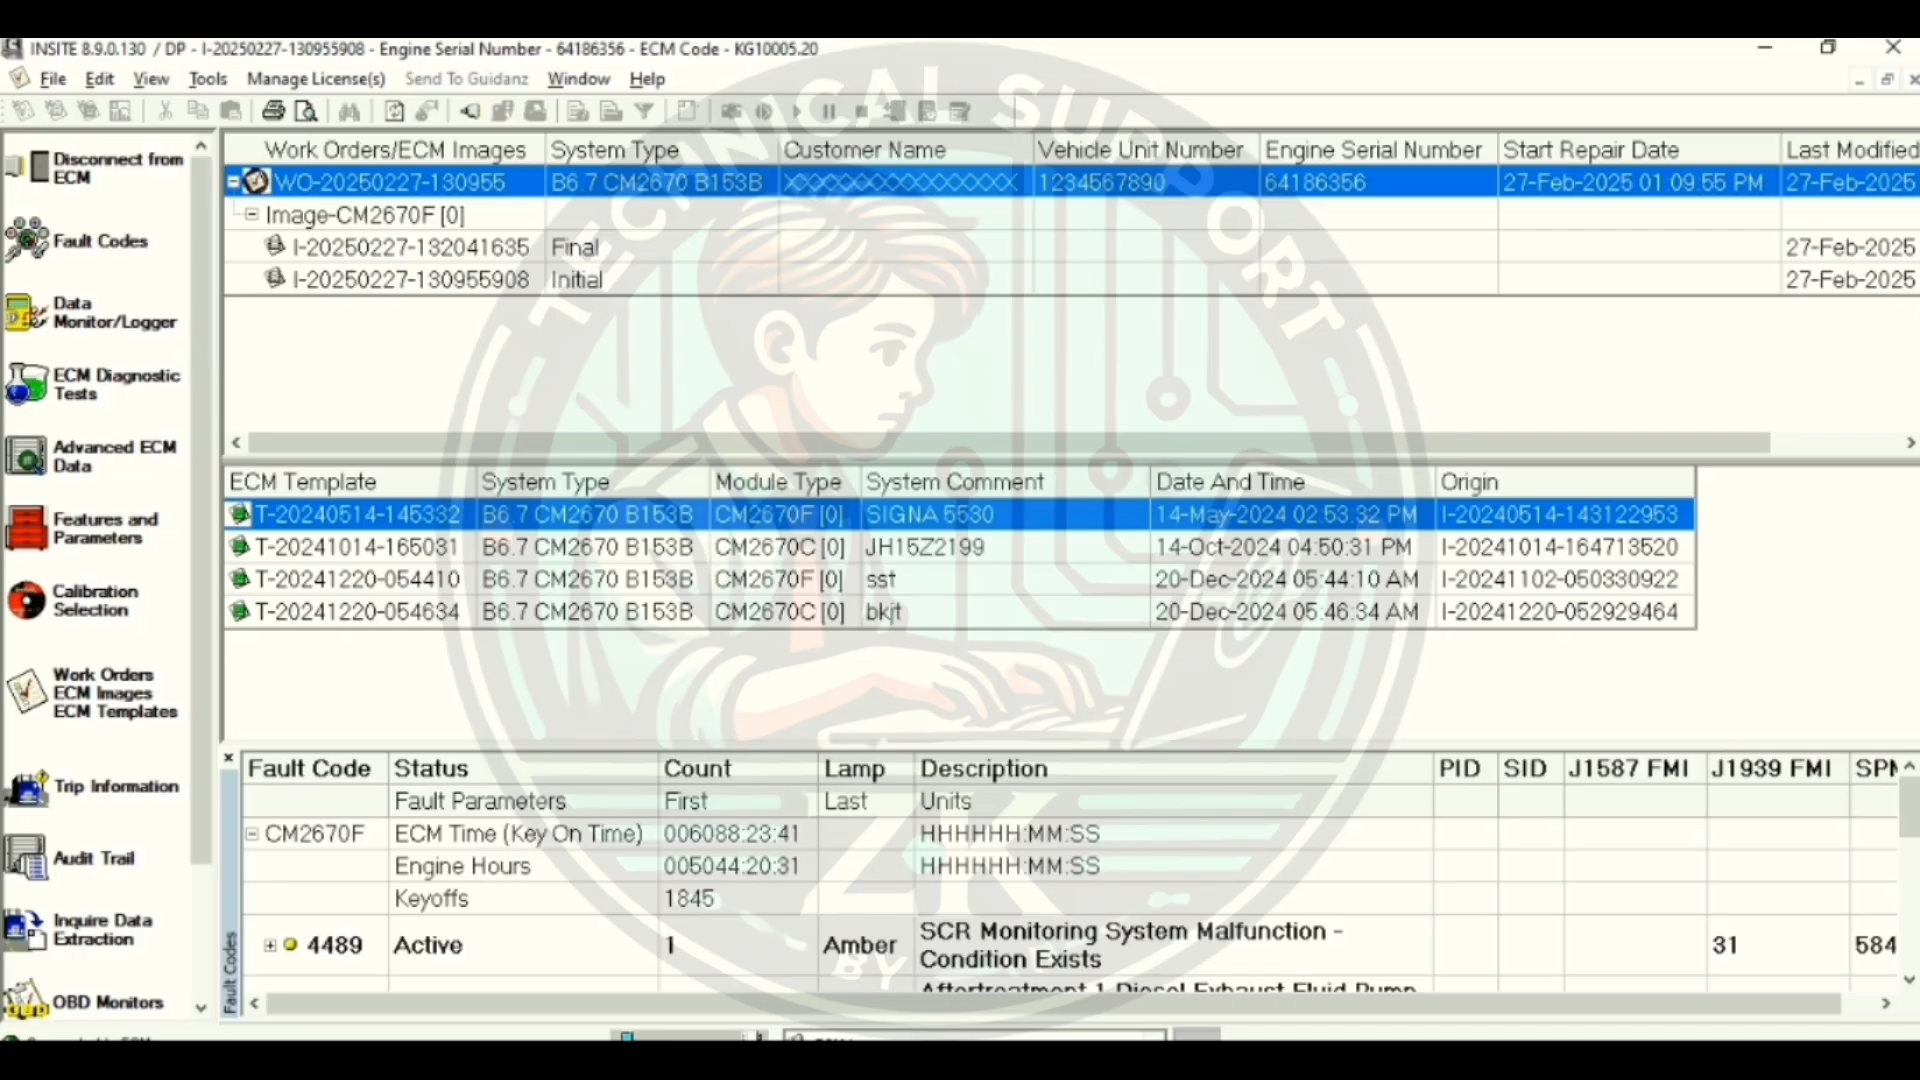 INSITE 8.9.0.130 / DP - I-20250227-130955908 - Engine Serial Number - 64186356 - ECM Code - KG10005.20
File Edit View Tools Manage License(s) Send To Guidanz Window Help
Disconnect from
ECM
Fault Codes
Data
Monitor/Logger
ECM Diagnostic
Tests
Advanced ECM
Data
Features and
Parameters
Calibration
Selection
Work Orders
ECM Images
ECM Templates
Trip Information
Audit Trail
Inquire Data
Extraction
OBD Monitors
Work Orders/ECM Images System Type Customer Name Vehicle Unit Number Engine Serial Number Start Repair Date Last Modified
WO-20250227-130955 B6.7 CM2670 B153B XXXXXXXXXXXXXXXX 1234567890 64186356 27-Feb-2025 01:09:55 PM 27-Feb-2025
Image-CM2670F [0]
I-20250227-132041635 Final 27-Feb-2025
I-20250227-130955908 Initial 27-Feb-2025
ECM Template System Type Module Type System Comment Date And Time Origin
T-20240514-145332 B6.7 CM2670 B153B CM2670F [0] SIGNA 5530 14-May-2024 02:53:32 PM I-20240514-143122953
T-20241014-165031 B6.7 CM2670 B153B CM2670C [0] JH15Z2199 14-Oct-2024 04:50:31 PM I-20241014-164713520
T-20241220-054410 B6.7 CM2670 B153B CM2670F [0] sst 20-Dec-2024 05:44:10 AM I-20241102-050330922
T-20241220-054634 B6.7 CM2670 B153B CM2670C [0] bkjt 20-Dec-2024 05:46:34 AM I-20241220-052929464
Fault Codes
Fault Code Status Count Lamp Description PID SID J1587 FMI J1939 FMI SPN
Fault Parameters First Last Units
CM2670F ECM Time (Key On Time) 006088:23:41 HHHHHH:MM:SS
Engine Hours 005044:20:31 HHHHHH:MM:SS
Keyoffs 1845
4489 Active 1 Amber SCR Monitoring System Malfunction - Condition Exists 31 584
Aftertreatment 1 Diesel Exhaust Fluid Pump
TECHNICAL SUPPORT
ZK
BY